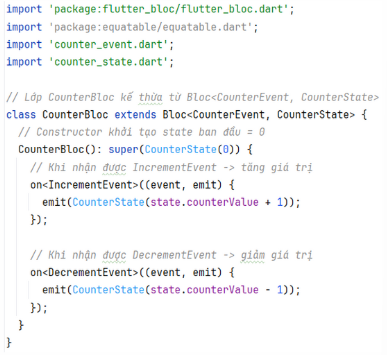 import 'package:flutter_bloc/flutter_bloc.dart';
import 'package:equatable/equatable.dart';
import 'counter_event.dart';
import 'counter_state.dart';

// Lớp CounterBloc kế thừa từ Bloc<CounterEvent, CounterState>
class CounterBloc extends Bloc<CounterEvent, CounterState> {
  // Constructor khởi tạo state ban đầu = 0
  CounterBloc(): super(CounterState(0)) {
    // Khi nhận được IncrementEvent -> tăng giá trị
    on<IncrementEvent>((event, emit) {
      emit(CounterState(state.counterValue + 1));
    });

    // Khi nhận được DecrementEvent -> giảm giá trị
    on<DecrementEvent>((event, emit) {
      emit(CounterState(state.counterValue - 1));
    });
  }
}